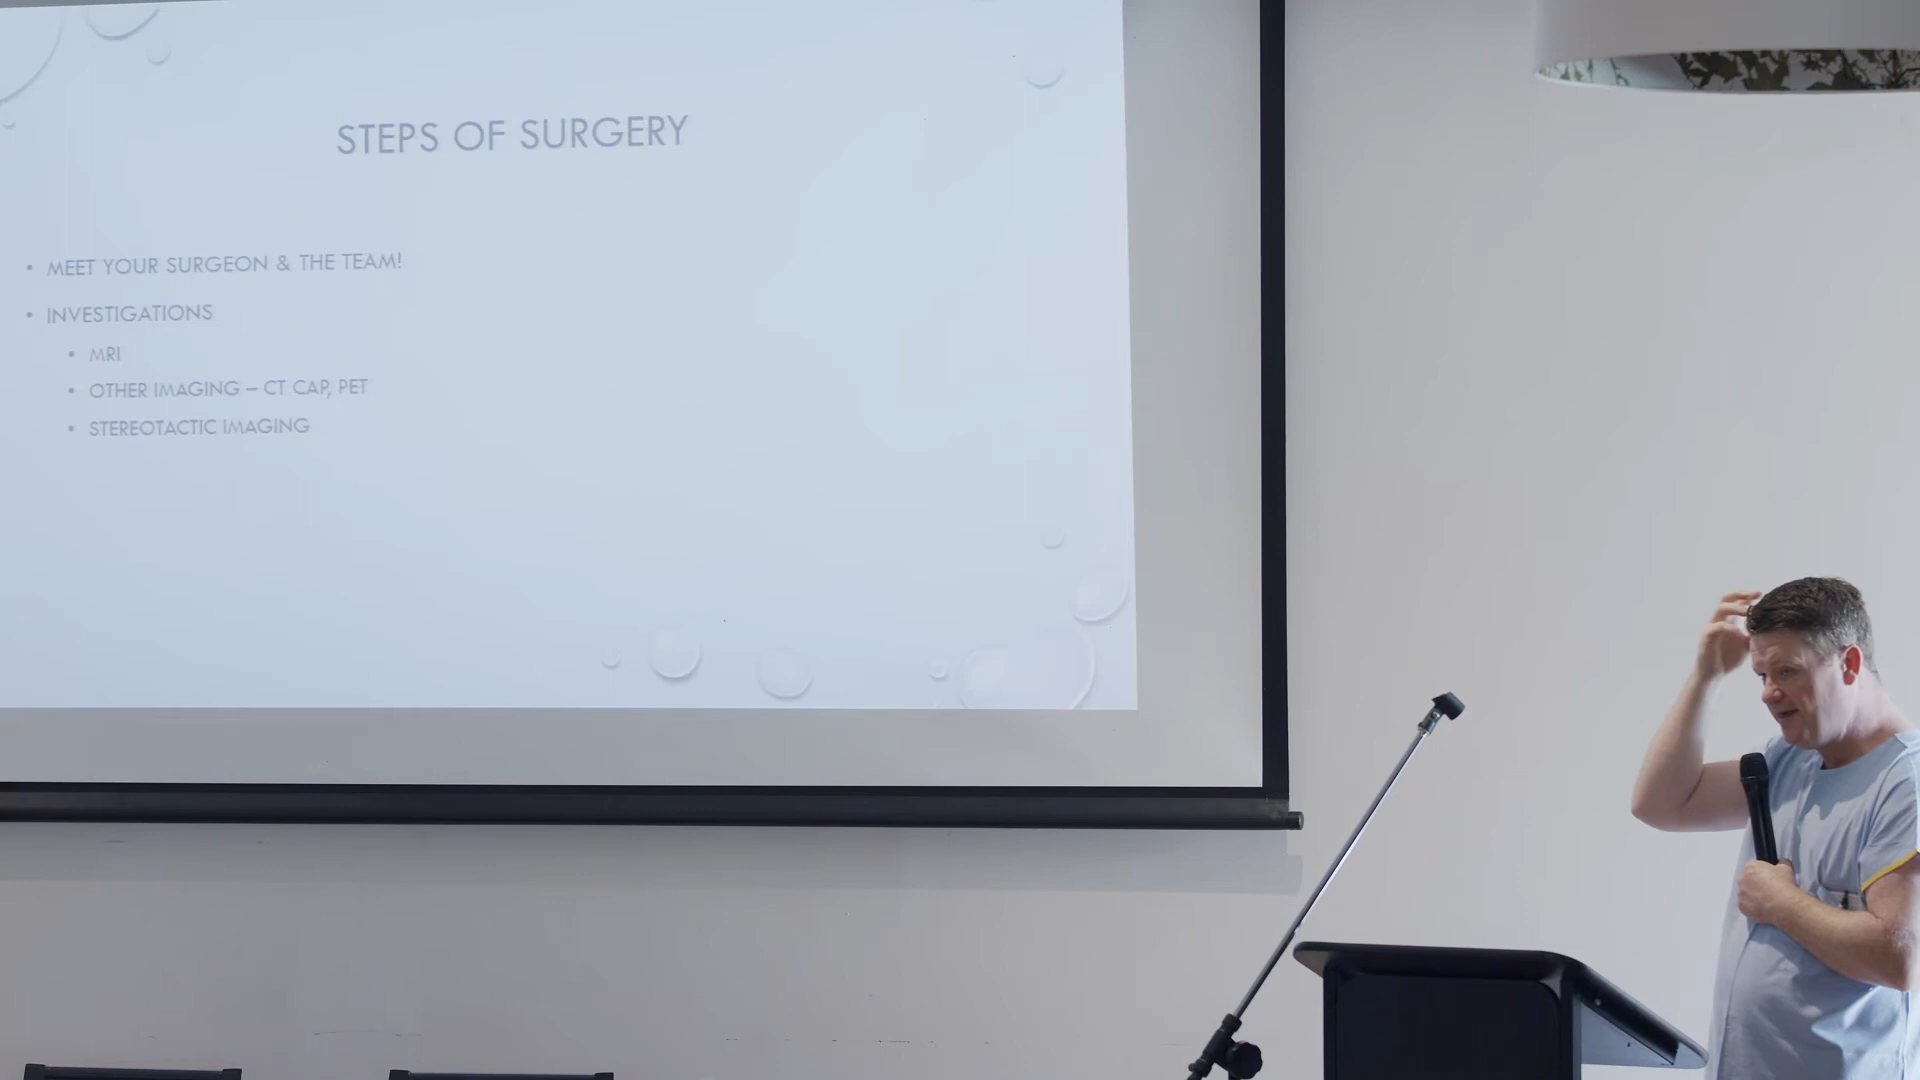 STEPS OF SURGERY
• MEET YOUR SURGEON & THE TEAM!
• INVESTIGATIONS
• MRI
• OTHER IMAGING – CT CAP, PET
• STEREOTACTIC IMAGING